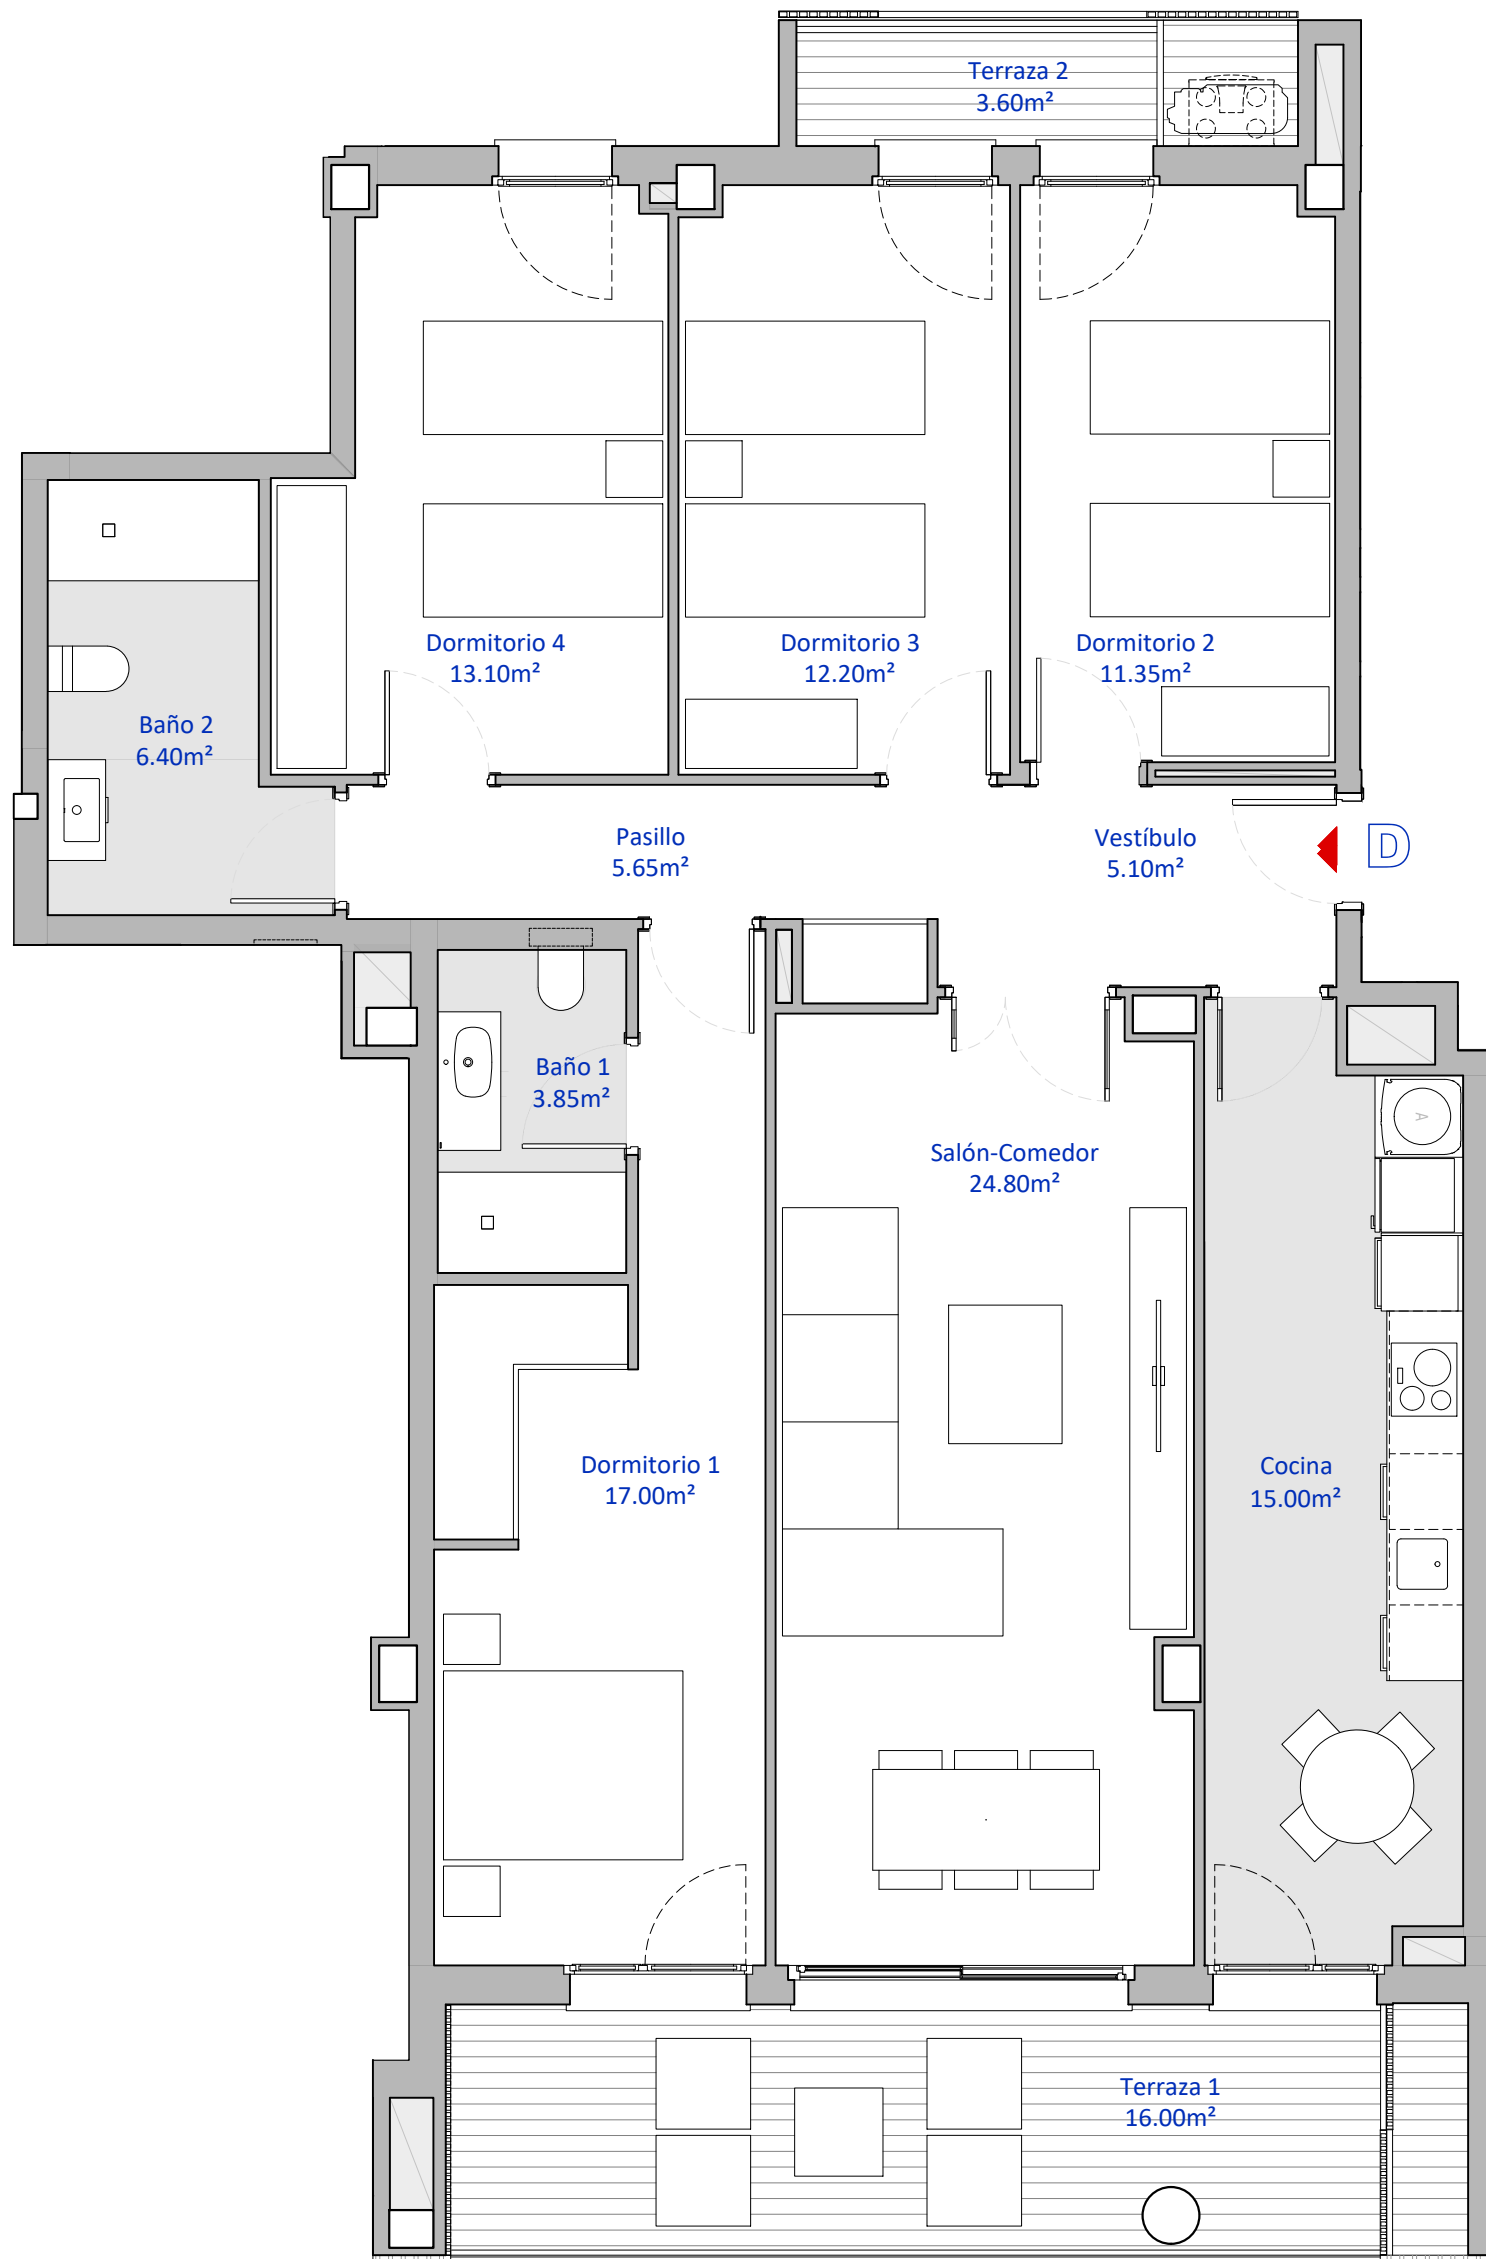 Terraza 2
3.60m²
Dormitorio 4
13.10m²
Dormitorio 3
12.20m²
Dormitorio 2
11.35m²
Baño 2
6.40m²
Pasillo
5.65m²
Vestíbulo
5.10m²
D
Baño 1
3.85m²
A
Salón-Comedor
24.80m²
Dormitorio 1
17.00m²
Cocina
15.00m²
Terraza 1
16.00m²